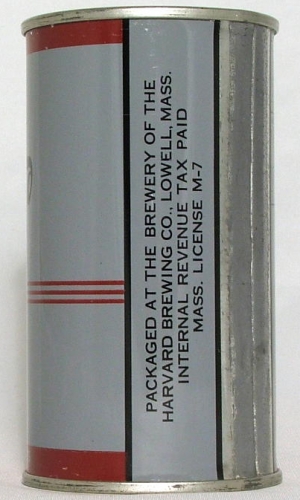 PACKAGED AT THE BREWERY OF THE
HARVARD BREWING CO., LOWELL, MASS.
INTERNAL REVENUE TAX PAID
MASS. LICENSE M-7